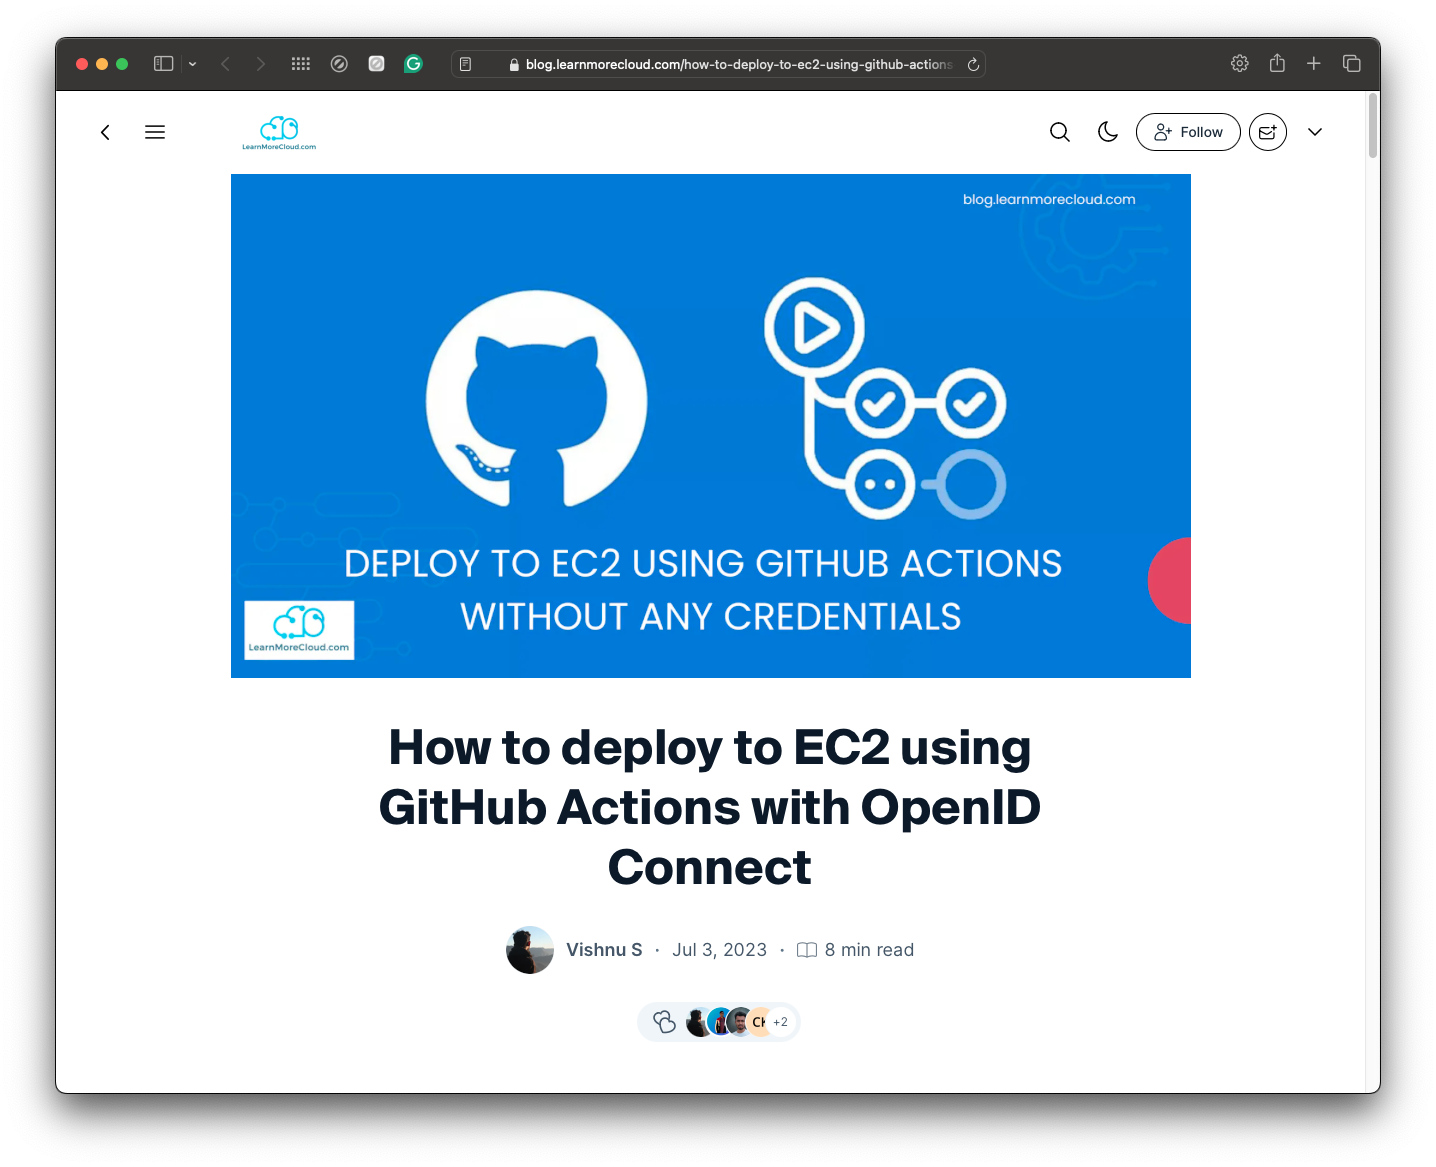 blog.learnmorecloud.com/how-to-deploy-to-ec2-using-github-actions
LearnMoreCloud.com
Follow
blog.learnmorecloud.com
DEPLOY TO EC2 USING GITHUB ACTIONS
WITHOUT ANY CREDENTIALS
LearnMoreCloud.com
How to deploy to EC2 using
GitHub Actions with OpenID
Connect
Vishnu S · Jul 3, 2023 · 8 min read
CK +2